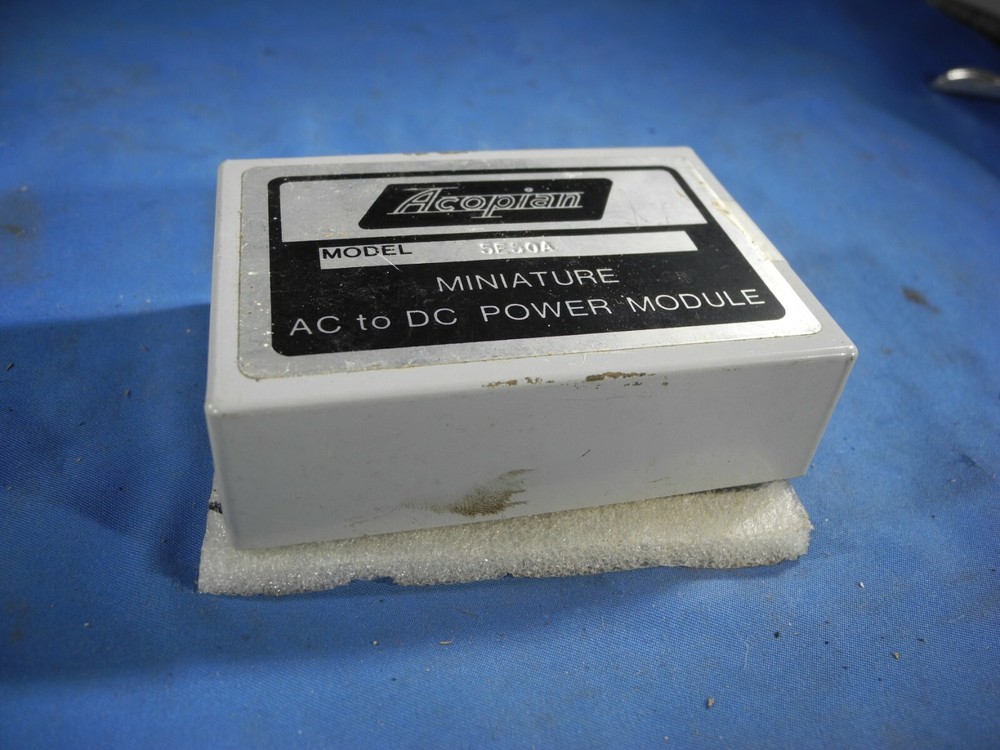 Acopian
MODEL 5E50A
MINIATURE
AC to DC POWER MODULE